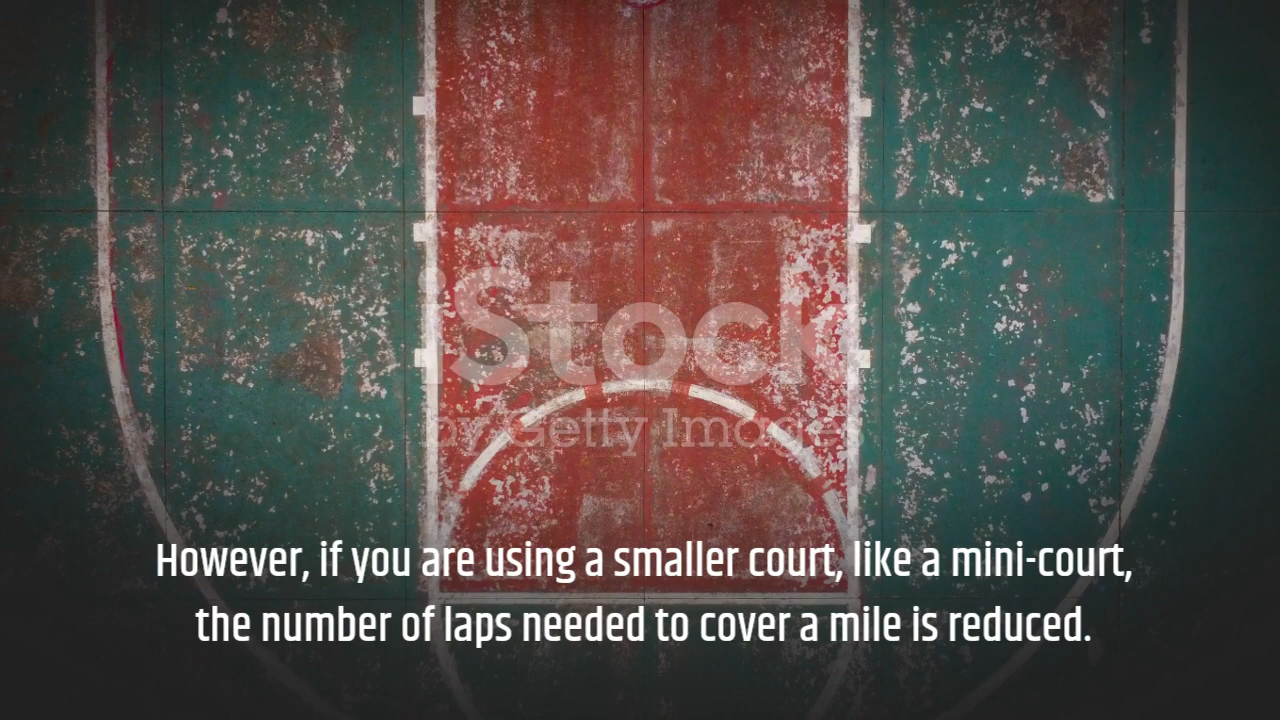 iStock
by Getty Images
However, if you are using a smaller court, like a mini-court,
the number of laps needed to cover a mile is reduced.